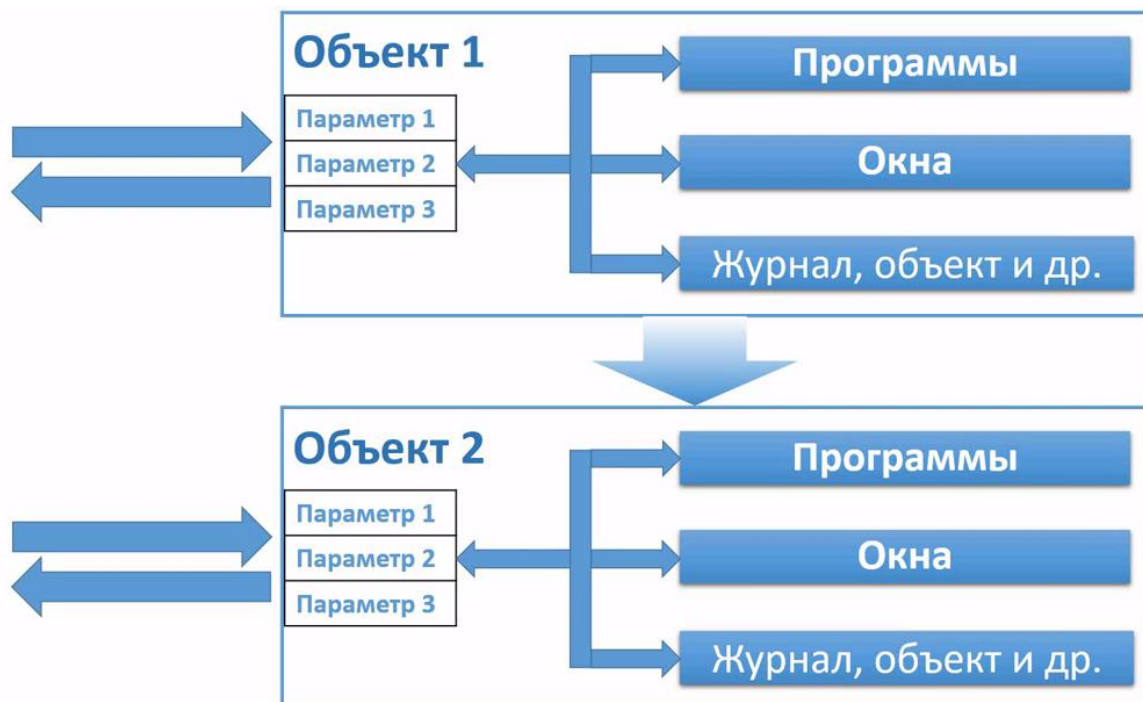 Объект 1
Параметр 1
Параметр 2
Параметр 3
Программы
Окна
Журнал, объект и др.
Объект 2
Параметр 1
Параметр 2
Параметр 3
Программы
Окна
Журнал, объект и др.